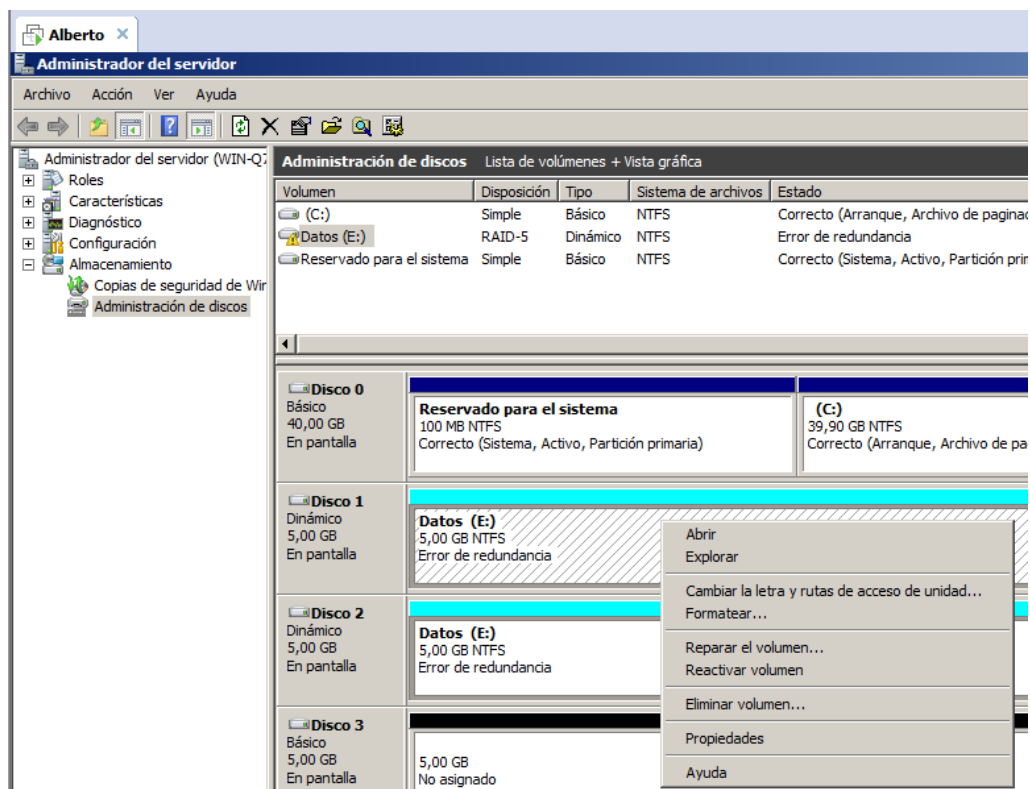 Alberto
Administrador del servidor
Archivo Acción Ver Ayuda
Administrador del servidor (WIN-Q7
Roles
Características
Diagnóstico
Configuración
Almacenamiento
Copias de seguridad de Wir
Administración de discos
Administración de discos Lista de volúmenes + Vista gráfica
Volumen Disposición Tipo Sistema de archivos Estado
(C:) Simple Básico NTFS Correcto (Arranque, Archivo de paginac
Datos (E:) RAID-5 Dinámico NTFS Error de redundancia
Reservado para el sistema Simple Básico NTFS Correcto (Sistema, Activo, Partición prin
Disco 0
Básico
40,00 GB
En pantalla
Reservado para el sistema
100 MB NTFS
Correcto (Sistema, Activo, Partición primaria)
(C:)
39,90 GB NTFS
Correcto (Arranque, Archivo de pa
Disco 1
Dinámico
5,00 GB
En pantalla
Datos (E:)
5,00 GB NTFS
Error de redundancia
Disco 2
Dinámico
5,00 GB
En pantalla
Datos (E:)
5,00 GB NTFS
Error de redundancia
Disco 3
Básico
5,00 GB
En pantalla
5,00 GB
No asignado
Abrir
Explorar
Cambiar la letra y rutas de acceso de unidad...
Formatear...
Reparar el volumen...
Reactivar volumen
Eliminar volumen...
Propiedades
Ayuda